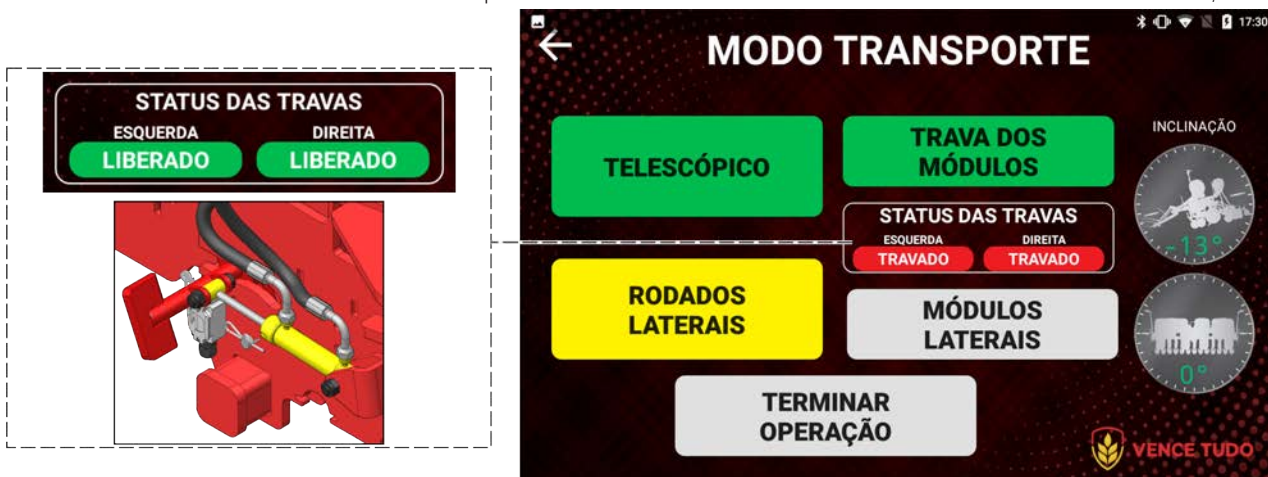 STATUS DAS TRAVAS
ESQUERDA DIREITA
LIBERADO LIBERADO
17:30
MODO TRANSPORTE
TELESCÓPICO
TRAVA DOS
MÓDULOS
STATUS DAS TRAVAS
ESQUERDA DIREITA
TRAVADO TRAVADO
RODADOS
LATERAIS
MÓDULOS
LATERAIS
TERMINAR
OPERAÇÃO
INCLINAÇÃO
-13°
0°
VENCE TUDO